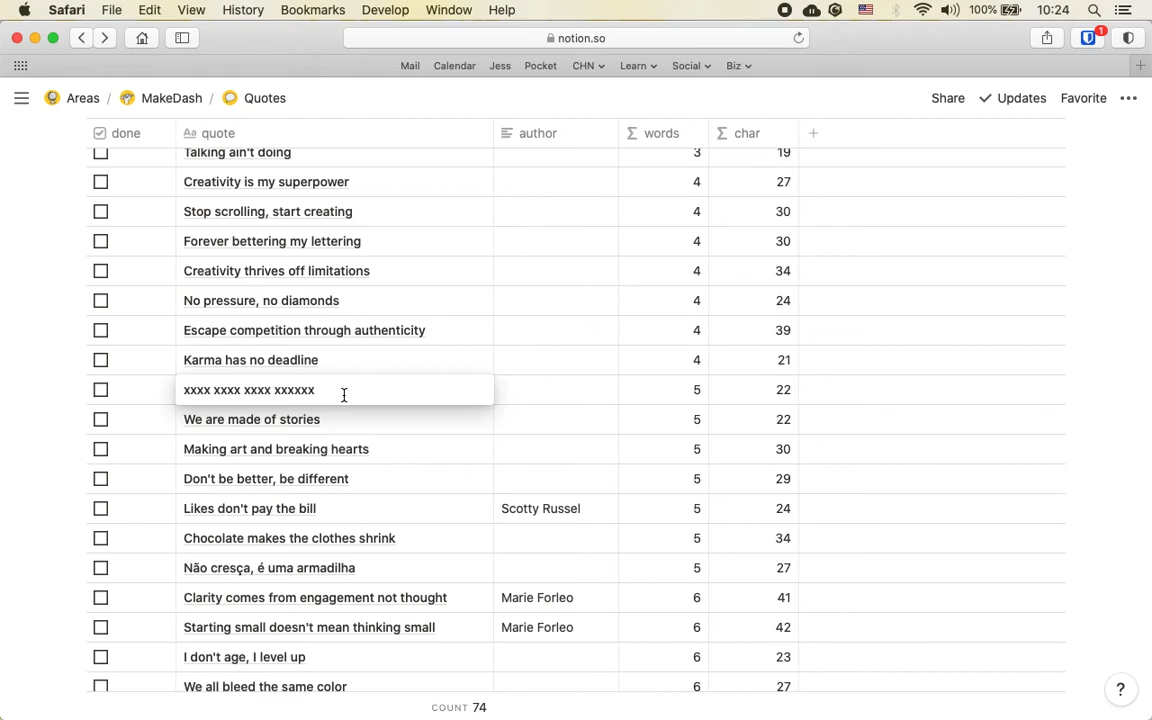 Safari File Edit View History Bookmarks Develop Window Help 100% 10:24
notion.so 1
Mail Calendar Jess Pocket CHN Learn Social Biz
Areas / MakeDash / Quotes Share Updates Favorite
done Aa quote author Σ words Σ char
Talking ain't doing 3 19
Creativity is my superpower 4 27
Stop scrolling, start creating 4 30
Forever bettering my lettering 4 30
Creativity thrives off limitations 4 34
No pressure, no diamonds 4 24
Escape competition through authenticity 4 39
Karma has no deadline 4 21
xxxx xxxx xxxx xxxxxx 5 22
We are made of stories 5 22
Making art and breaking hearts 5 30
Don't be better, be different 5 29
Likes don't pay the bill Scotty Russel 5 24
Chocolate makes the clothes shrink 5 34
Não cresça, é uma armadilha 5 27
Clarity comes from engagement not thought Marie Forleo 6 41
Starting small doesn't mean thinking small Marie Forleo 6 42
I don't age, I level up 6 23
We all bleed the same color 6 27
COUNT 74
?